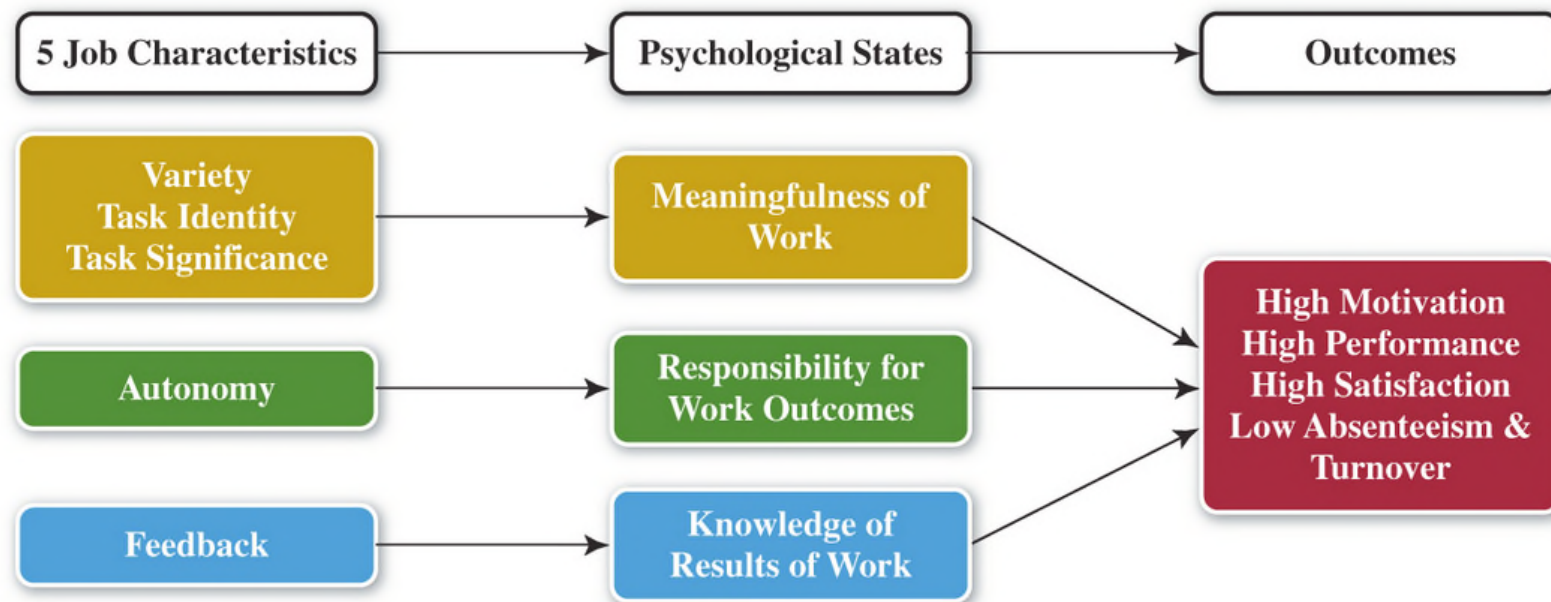 5 Job Characteristics
Psychological States
Outcomes
Variety
Task Identity
Task Significance
Meaningfulness of
Work
Autonomy
Responsibility for
Work Outcomes
Feedback
Knowledge of
Results of Work
High Motivation
High Performance
High Satisfaction
Low Absenteeism &
Turnover